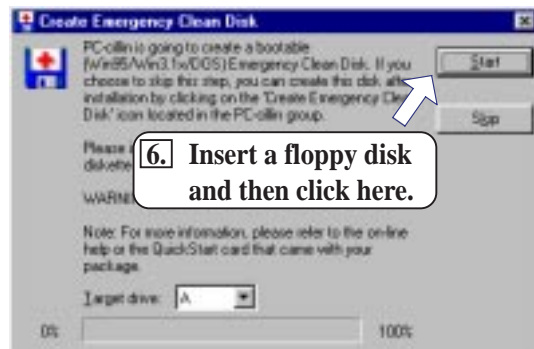 Create Emergency Clean Disk
PC-cillin is going to create a bootable
(Win95/Win3.1x/DOS) Emergency Clean Disk. If you
choose to skip this step, you can create this disk after
installation by clicking on the 'Create Emergency Clean
Disk' icon located in the PC-cillin group.
Start
Skip
Please
diskette
6. Insert a floppy disk
and then click here.
Note: For more information, please refer to the on-line
help or the QuickStart card that came with your
package.
Target drive: A
0% 100%